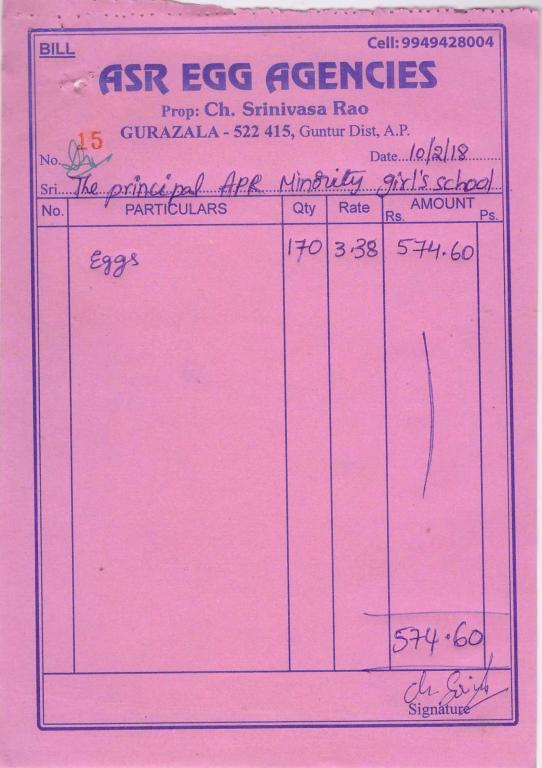 BILL
Cell: 9949428004
ASR EGG AGENCIES
Prop: Ch. Srinivasa Rao
GURAZALA - 522 415, Guntur Dist, A.P.
No. 15
Date 10/2/18
Sri The principal APR Minority girl's school
No. PARTICULARS Qty Rate AMOUNT
Rs. Ps.
Eggs 170 3.38 574.60
574.60
Signature